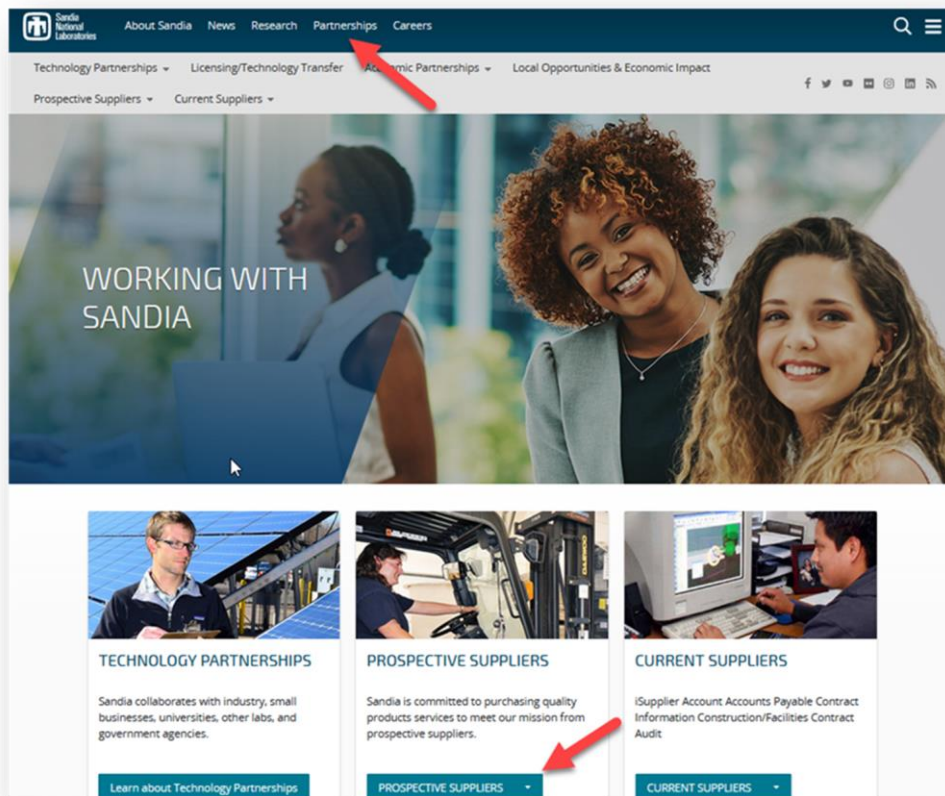 Sandia
National
Laboratories
About Sandia News Research Partnerships Careers
Technology Partnerships Licensing/Technology Transfer Academic Partnerships Local Opportunities & Economic Impact
Prospective Suppliers Current Suppliers
WORKING WITH
SANDIA
DAEWOO
TECHNOLOGY PARTNERSHIPS
Sandia collaborates with industry, small
businesses, universities, other labs, and
government agencies.
Learn about Technology Partnerships
PROSPECTIVE SUPPLIERS
Sandia is committed to purchasing quality
products services to meet our mission from
prospective suppliers.
PROSPECTIVE SUPPLIERS
CURRENT SUPPLIERS
iSupplier Account Accounts Payable Contract
Information Construction/Facilities Contract
Audit
CURRENT SUPPLIERS